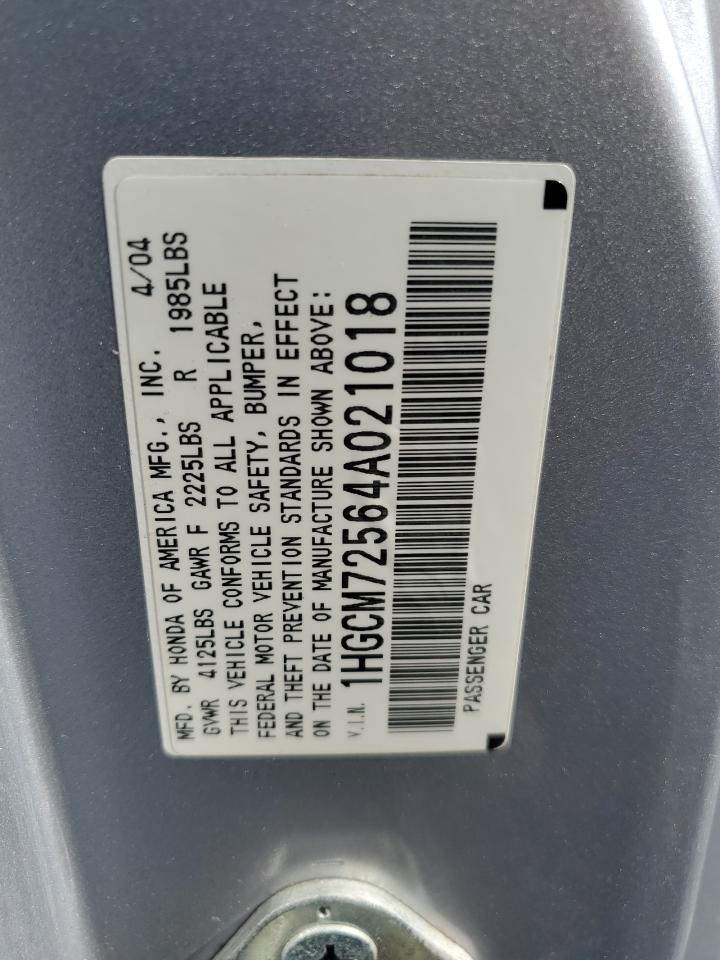 MFD. BY HONDA OF AMERICA MFG., INC. 4/04
GVWR 4125LBS GAWR F 2225LBS R 1985LBS
THIS VEHICLE CONFORMS TO ALL APPLICABLE
FEDERAL MOTOR VEHICLE SAFETY, BUMPER,
AND THEFT PREVENTION STANDARDS IN EFFECT
ON THE DATE OF MANUFACTURE SHOWN ABOVE:
V.I.N. 1HGCM72564A021018
PASSENGER CAR